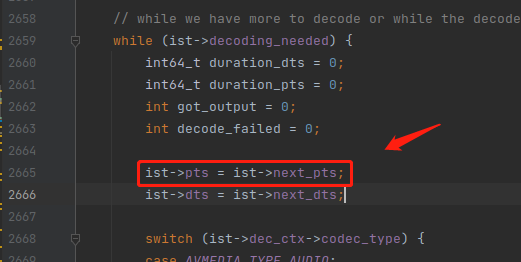 2658 // while we have more to decode or while the decode
2659 while (ist->decoding_needed) {
2660 int64_t duration_dts = 0;
2661 int64_t duration_pts = 0;
2662 int got_output = 0;
2663 int decode_failed = 0;
2664
2665 ist->pts = ist->next_pts;
2666 ist->dts = ist->next_dts;
2667
2668 switch (ist->dec_ctx->codec_type) {
2669 case AVMEDIA_TYPE_AUDIO: